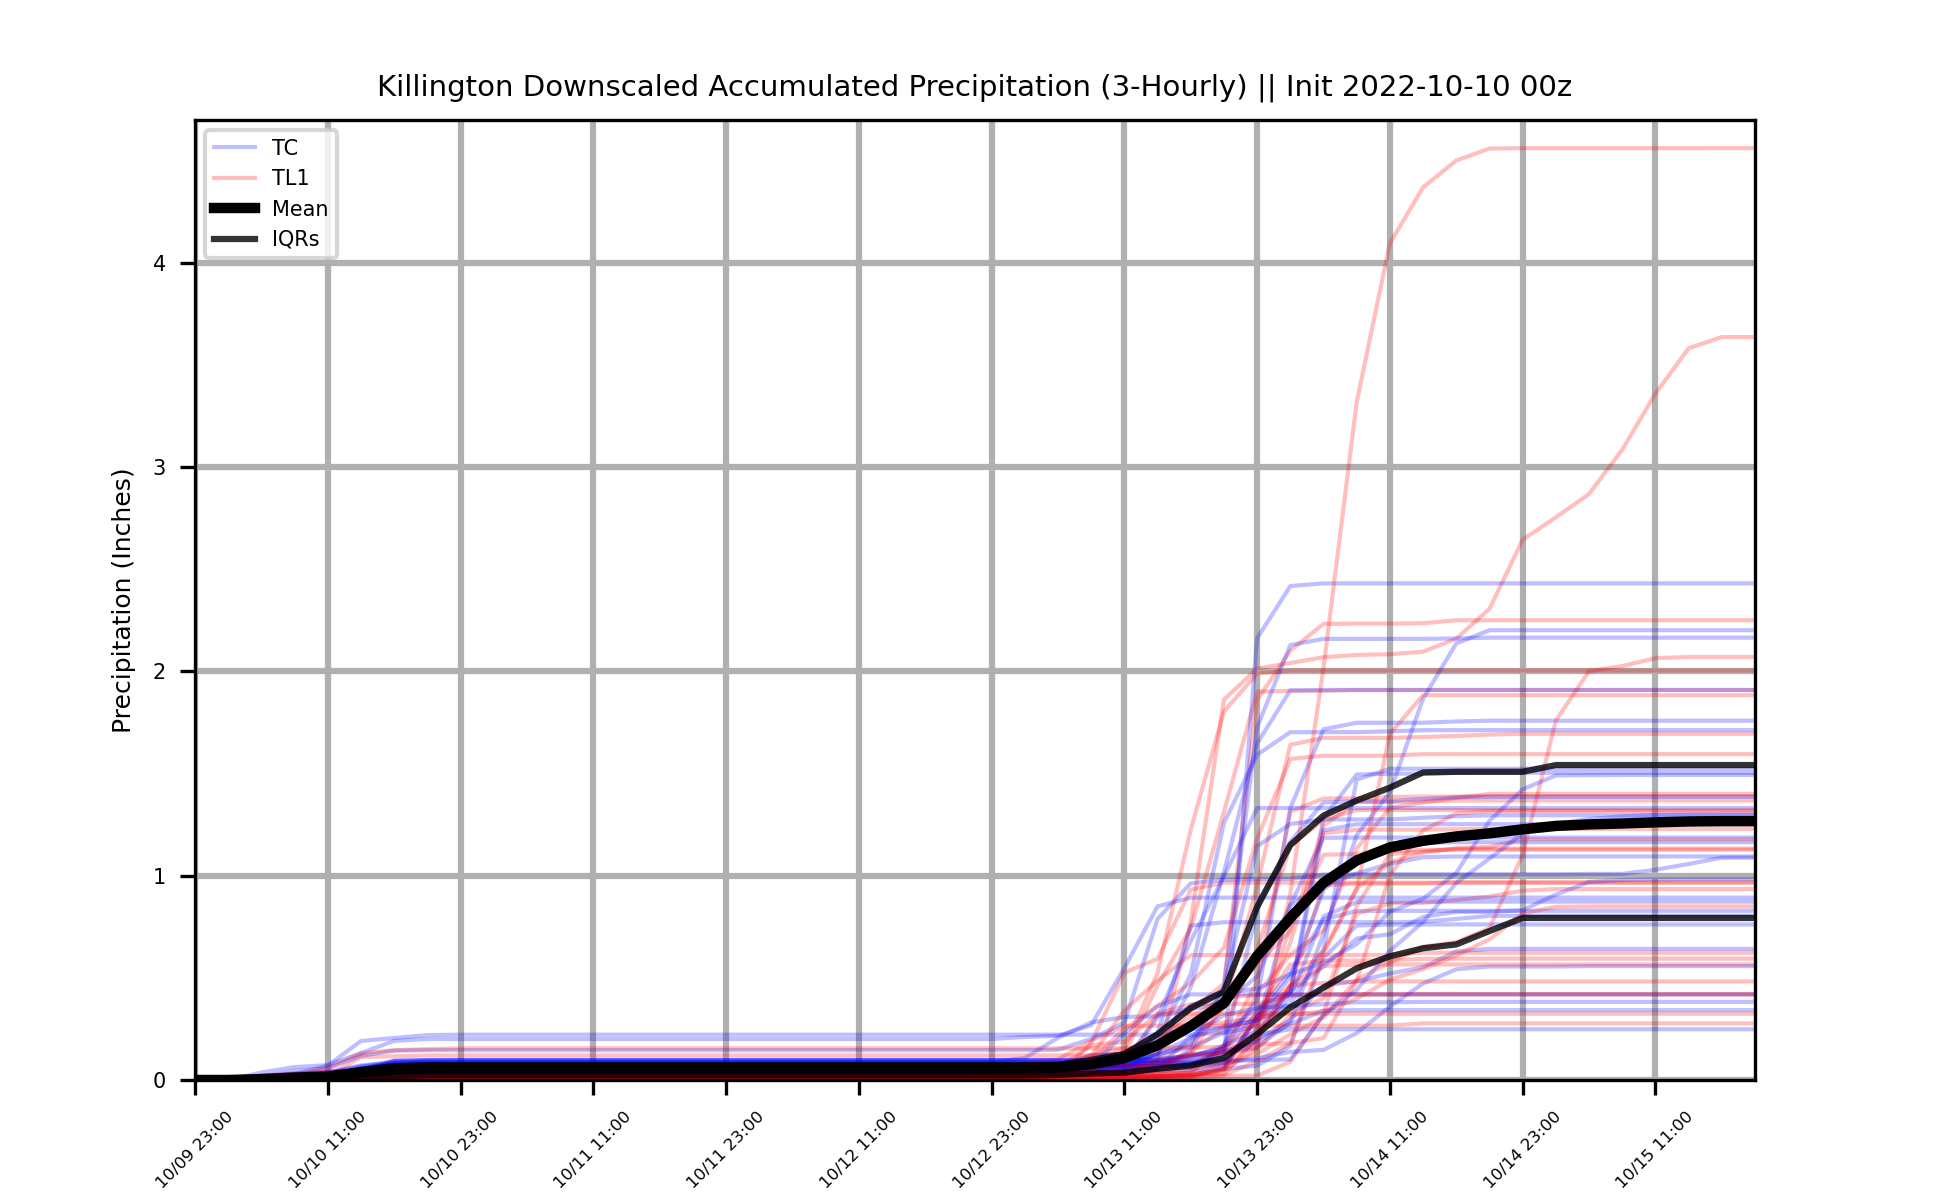 Killington Downscaled Accumulated Precipitation (3-Hourly) || Init 2022-10-10 00z
TC
TL1
Mean
IQRs
Precipitation (Inches)
4
3
2
1
0
10/09 23:00
10/10 11:00
10/10 23:00
10/11 11:00
10/11 23:00
10/12 11:00
10/12 23:00
10/13 11:00
10/13 23:00
10/14 11:00
10/14 23:00
10/15 11:00